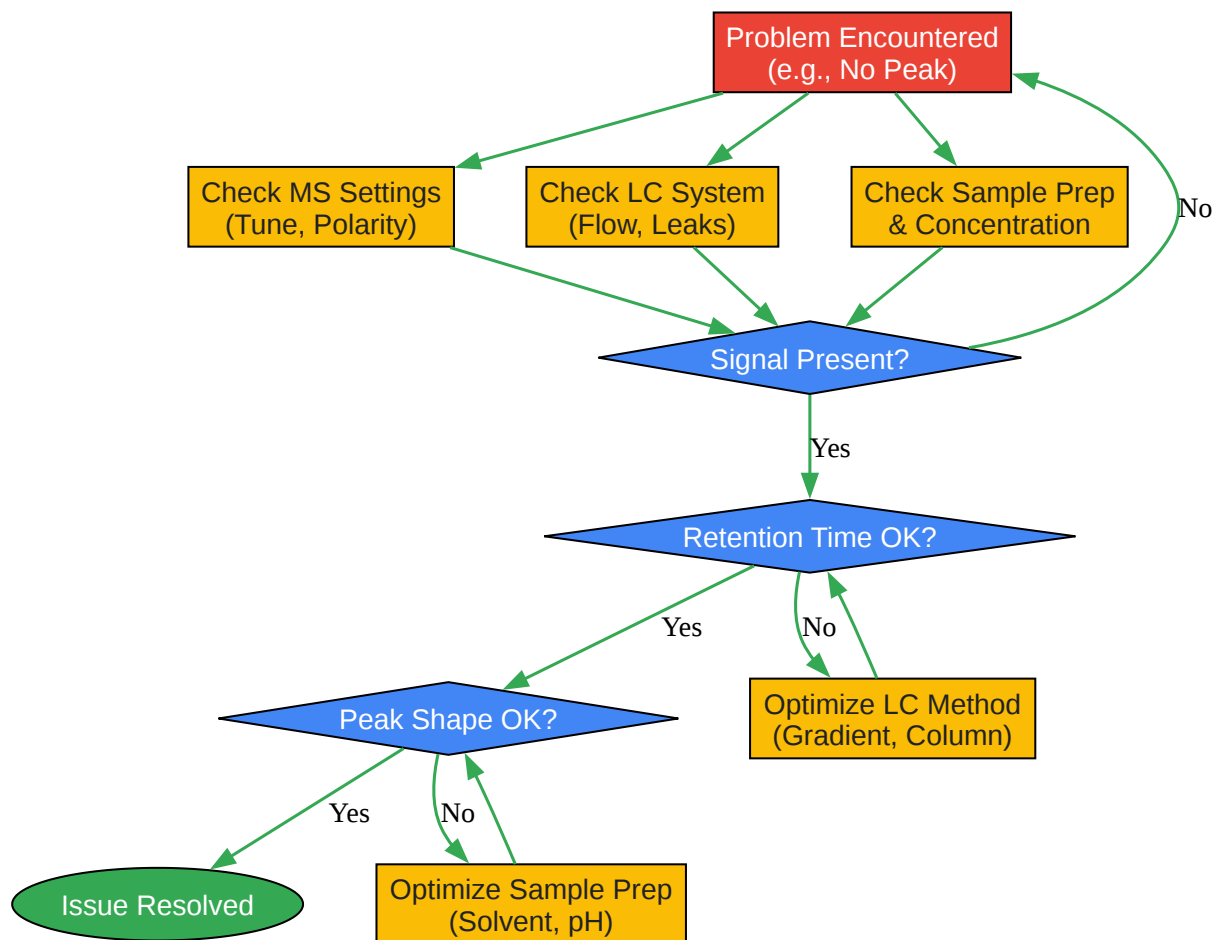 Problem Encountered
(e.g., No Peak)
Check MS Settings
(Tune, Polarity)
Check LC System
(Flow, Leaks)
Check Sample Prep
& Concentration
No
Signal Present?
Yes
Retention Time OK?
Yes
No
Peak Shape OK?
Optimize LC Method
(Gradient, Column)
Yes
No
Issue Resolved
Optimize Sample Prep
(Solvent, pH)